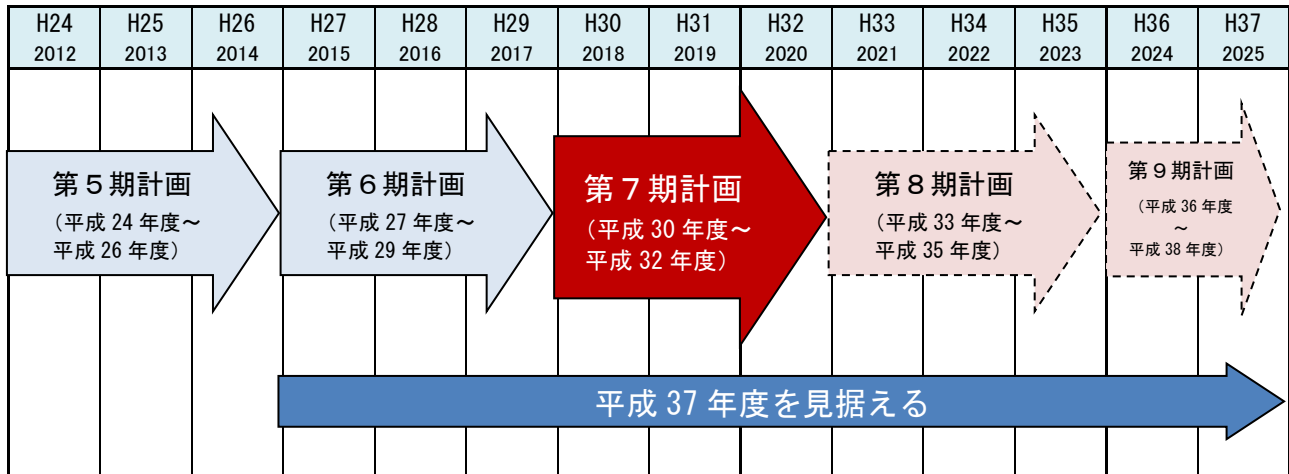 H24 H25 H26 H27 H28 H29 H30 H31 H32 H33 H34 H35 H36 H37
2012 2013 2014 2015 2016 2017 2018 2019 2020 2021 2022 2023 2024 2025
第5期計画
（平成 24 年度～
平成 26 年度）
第6期計画
（平成 27 年度～
平成 29 年度）
第７期計画
（平成 30 年度～
平成 32 年度）
第８期計画
（平成 33 年度～
平成 35 年度）
第９期計画
（平成 36 年度
～
平成 38 年度）
平成 37 年度を見据える